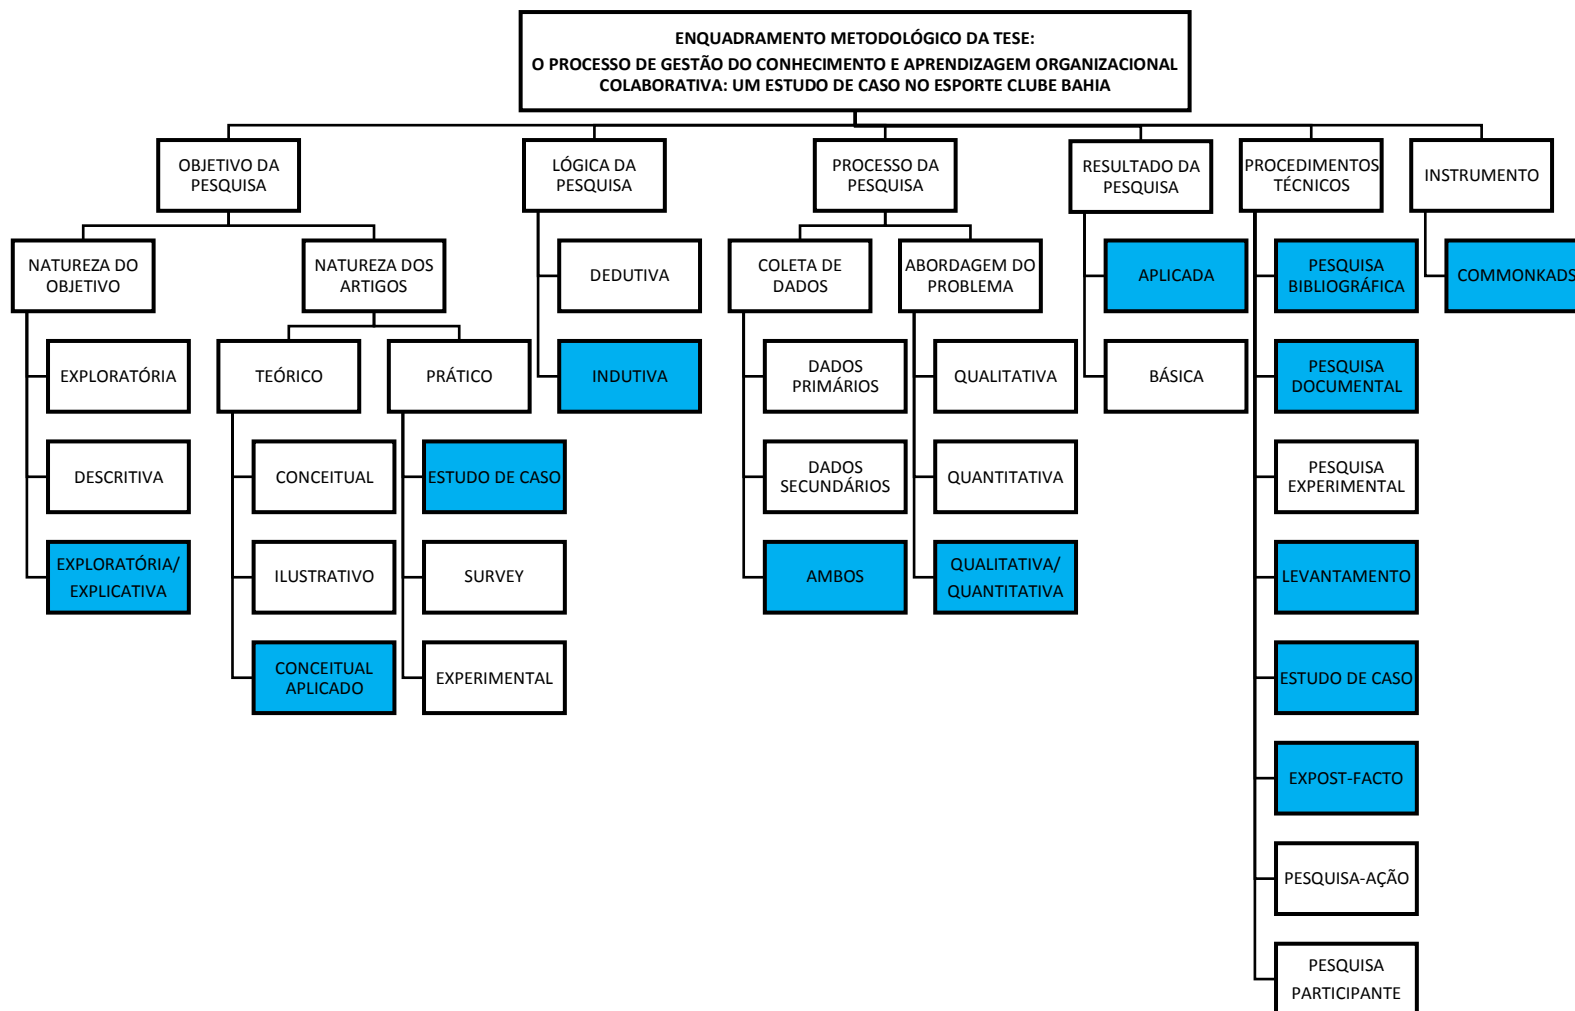 ENQUADRAMENTO METODOLÓGICO DA TESE:
O PROCESSO DE GESTÃO DO CONHECIMENTO E APRENDIZAGEM ORGANIZACIONAL
COLABORATIVA: UM ESTUDO DE CASO NO ESPORTE CLUBE BAHIA
OBJETIVO DA
PESQUISA
NATUREZA DO
OBJETIVO
EXPLORATÓRIA
DESCRITIVA
EXPLORATÓRIA/
EXPLICATIVA
NATUREZA DOS
ARTIGOS
TEÓRICO
CONCEITUAL
ILUSTRATIVO
CONCEITUAL
APLICADO
PRÁTICO
ESTUDO DE CASO
SURVEY
EXPERIMENTAL
LÓGICA DA
PESQUISA
DEDUTIVA
INDUTIVA
PROCESSO DA
PESQUISA
COLETA DE
DADOS
DADOS
PRIMÁRIOS
DADOS
SECUNDÁRIOS
AMBOS
ABORDAGEM DO
PROBLEMA
QUALITATIVA
QUANTITATIVA
QUALITATIVA/
QUANTITATIVA
RESULTADO DA
PESQUISA
APLICADA
BÁSICA
PROCEDIMENTOS
TÉCNICOS
PESQUISA
BIBLIOGRÁFICA
PESQUISA
DOCUMENTAL
PESQUISA
EXPERIMENTAL
LEVANTAMENTO
ESTUDO DE CASO
EXPOST-FACTO
PESQUISA-AÇÃO
PESQUISA
PARTICIPANTE
INSTRUMENTO
COMMONKADS